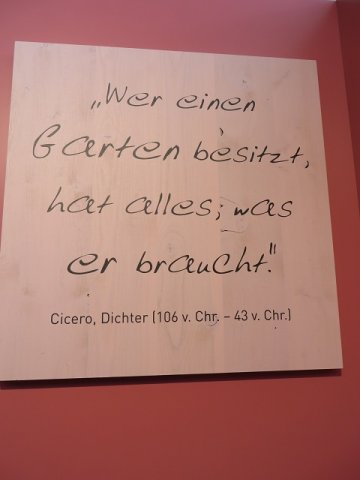 „Wer einen
Garten besitzt,
hat alles, was
er braucht."
Cicero, Dichter (106 v. Chr. – 43 v. Chr.)